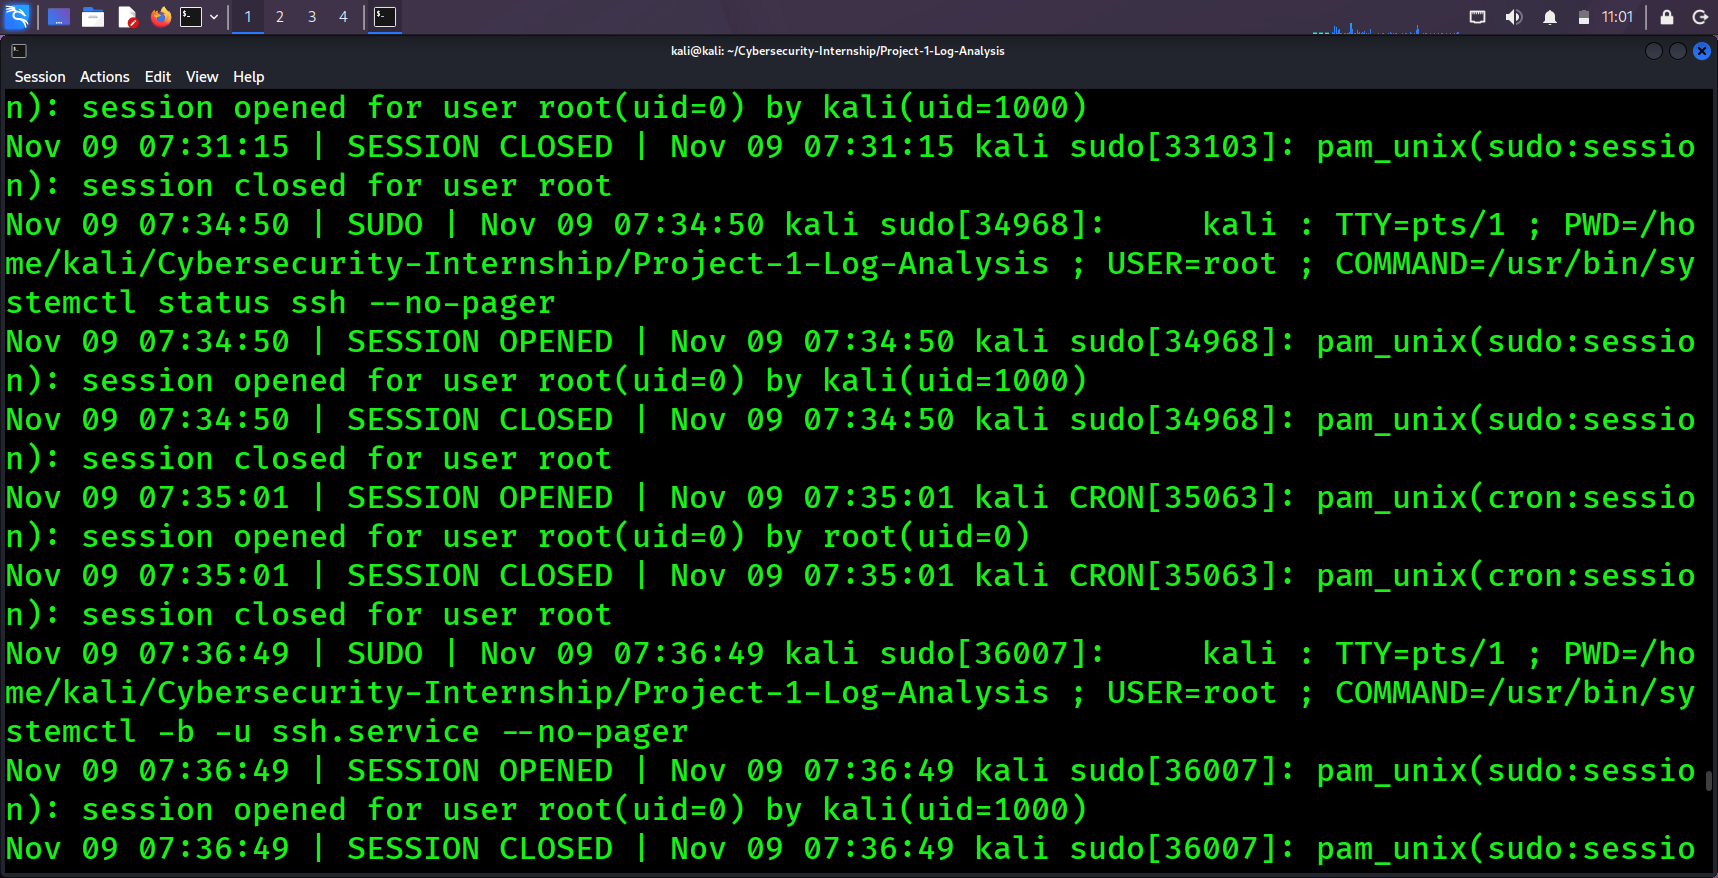 1 2 3 4 11:01
kali@kali: ~/Cybersecurity-Internship/Project-1-Log-Analysis
Session Actions Edit View Help
n): session opened for user root(uid=0) by kali(uid=1000)
Nov 09 07:31:15 | SESSION CLOSED | Nov 09 07:31:15 kali sudo[33103]: pam_unix(sudo:sessio
n): session closed for user root
Nov 09 07:34:50 | SUDO | Nov 09 07:34:50 kali sudo[34968]:     kali : TTY=pts/1 ; PWD=/ho
me/kali/Cybersecurity-Internship/Project-1-Log-Analysis ; USER=root ; COMMAND=/usr/bin/sy
stemctl status ssh --no-pager
Nov 09 07:34:50 | SESSION OPENED | Nov 09 07:34:50 kali sudo[34968]: pam_unix(sudo:sessio
n): session opened for user root(uid=0) by kali(uid=1000)
Nov 09 07:34:50 | SESSION CLOSED | Nov 09 07:34:50 kali sudo[34968]: pam_unix(sudo:sessio
n): session closed for user root
Nov 09 07:35:01 | SESSION OPENED | Nov 09 07:35:01 kali CRON[35063]: pam_unix(cron:sessio
n): session opened for user root(uid=0) by root(uid=0)
Nov 09 07:35:01 | SESSION CLOSED | Nov 09 07:35:01 kali CRON[35063]: pam_unix(cron:sessio
n): session closed for user root
Nov 09 07:36:49 | SUDO | Nov 09 07:36:49 kali sudo[36007]:     kali : TTY=pts/1 ; PWD=/ho
me/kali/Cybersecurity-Internship/Project-1-Log-Analysis ; USER=root ; COMMAND=/usr/bin/sy
stemctl -b -u ssh.service --no-pager
Nov 09 07:36:49 | SESSION OPENED | Nov 09 07:36:49 kali sudo[36007]: pam_unix(sudo:sessio
n): session opened for user root(uid=0) by kali(uid=1000)
Nov 09 07:36:49 | SESSION CLOSED | Nov 09 07:36:49 kali sudo[36007]: pam_unix(sudo:sessio